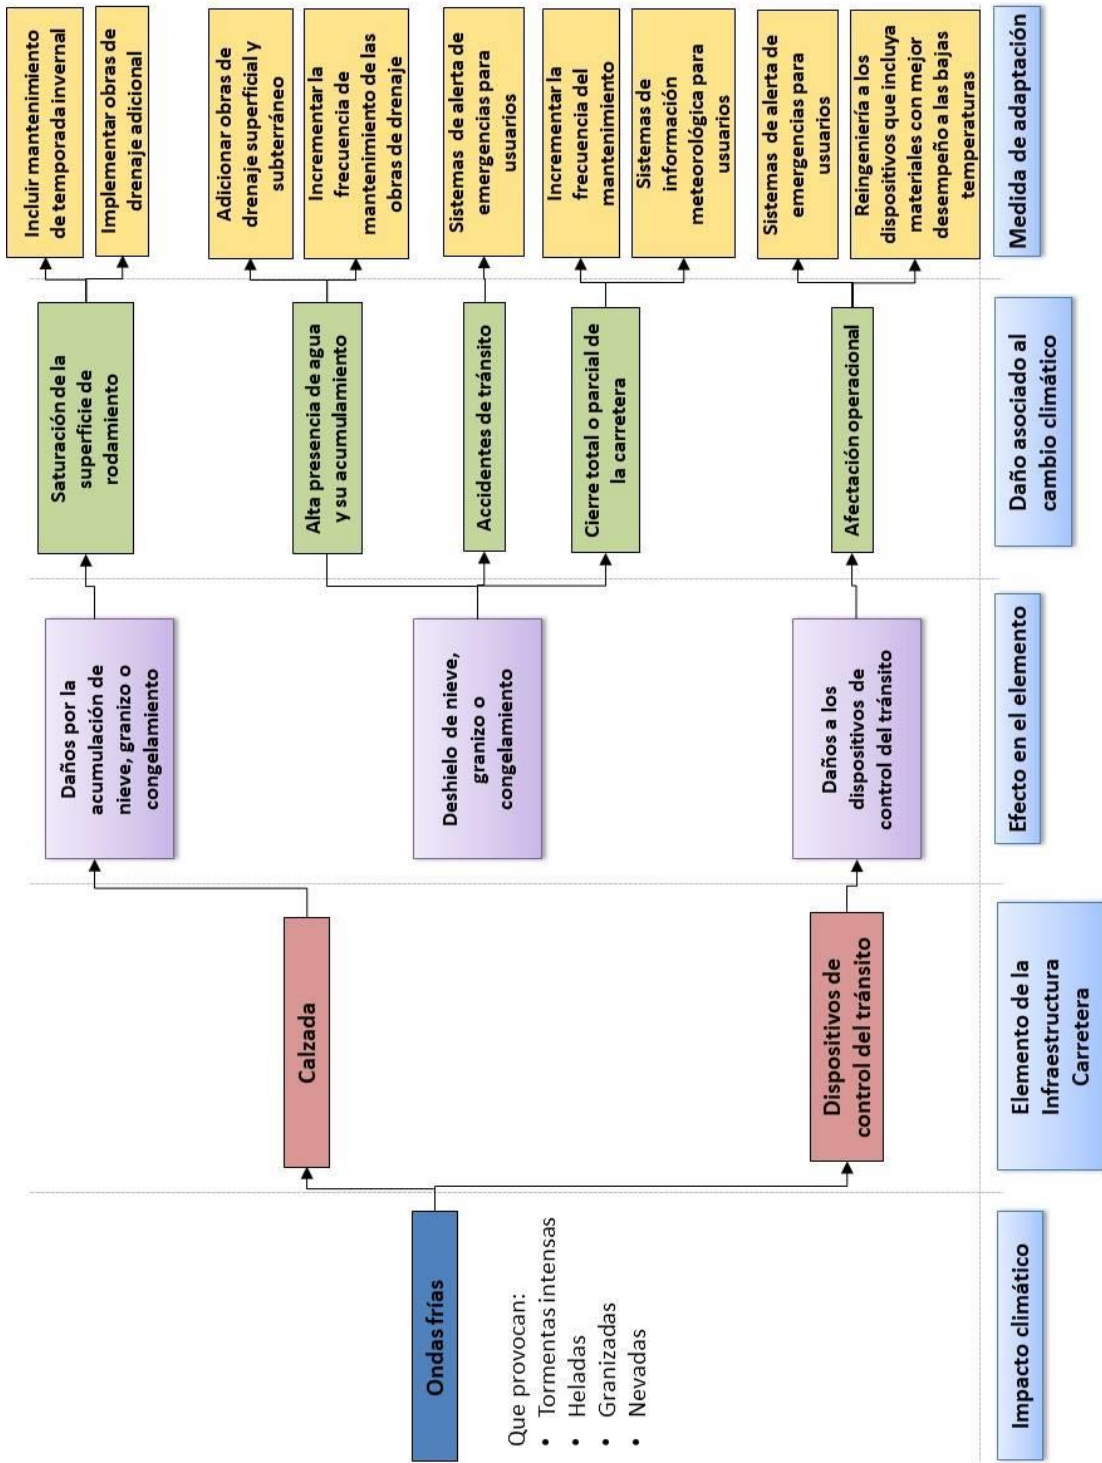 Ondas frías
Que provocan:
• Tormentas intensas
• Heladas
• Granizadas
• Nevadas
Impacto climático
Calzada
Dispositivos de
control del tránsito
Elemento de la
Infraestructura
Carretera
Daños por la
acumulación de
nieve, granizo o
congelamiento
Deshielo de nieve,
granizo o
congelamiento
Daños a los
dispositivos de
control del tránsito
Efecto en el elemento
Saturación de la
superficie de
rodamiento
Alta presencia de agua
y su acumulamiento
Accidentes de tránsito
Cierre total o parcial de
la carretera
Afectación operacional
Daño asociado al
cambio climático
Incluir mantenimiento
de temporada invernal
Implementar obras de
drenaje adicional
Adicionar obras de
drenaje superficial y
subterráneo
Incrementar la
frecuencia de
mantenimiento de las
obras de drenaje
Sistemas de alerta de
emergencias para
usuarios
Incrementar la
frecuencia del
mantenimiento
Sistemas de
información
meteorológica para
usuarios
Sistemas de alerta de
emergencias para
usuarios
Reingeniería a los
dispositivos que incluya
materiales con mejor
desempeño a las bajas
temperaturas
Medida de adaptación